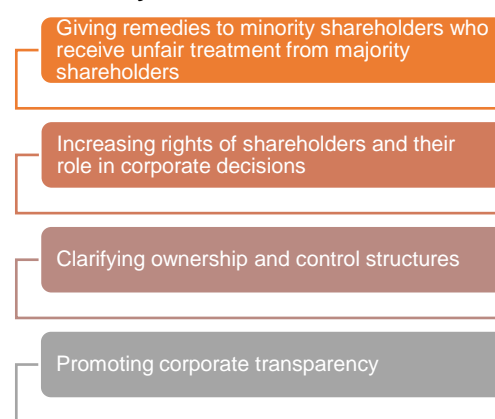 Giving remedies to minority shareholders who
receive unfair treatment from majority
shareholders
Increasing rights of shareholders and their
role in corporate decisions
Clarifying ownership and control structures
Promoting corporate transparency